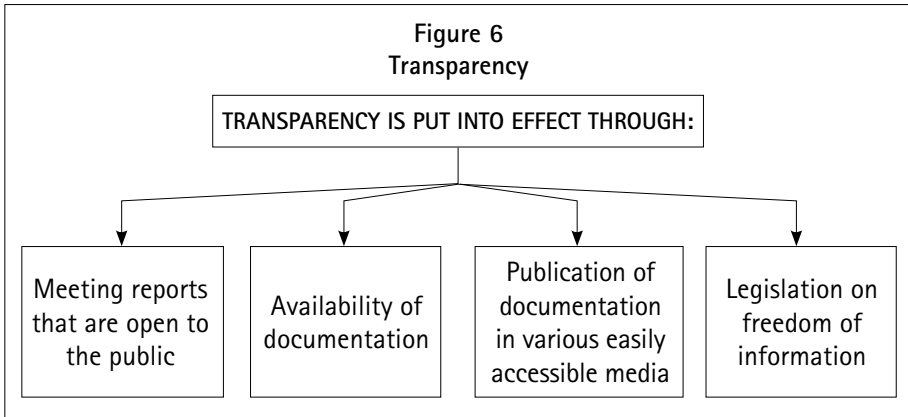 Figure 6
Transparency
TRANSPARENCY IS PUT INTO EFFECT THROUGH:
Meeting reports
that are open to
the public
Availability of
documentation
Publication of
documentation
in various easily
accessible media
Legislation on
freedom of
information